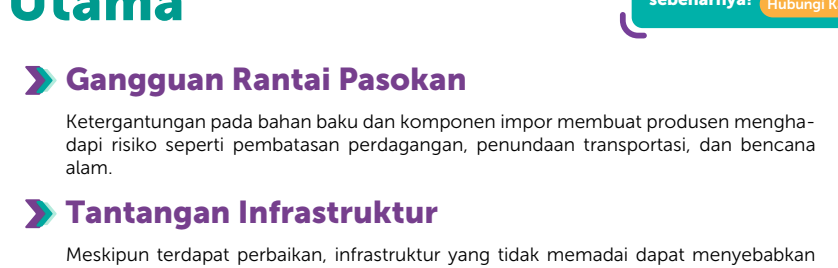 Utama
sebenarnya!
Hubungi K
Gangguan Rantai Pasokan
Ketergantungan pada bahan baku dan komponen impor membuat produsen mengha-
dapi risiko seperti pembatasan perdagangan, penundaan transportasi, dan bencana
alam.
Tantangan Infrastruktur
Meskipun terdapat perbaikan, infrastruktur yang tidak memadai dapat menyebabkan